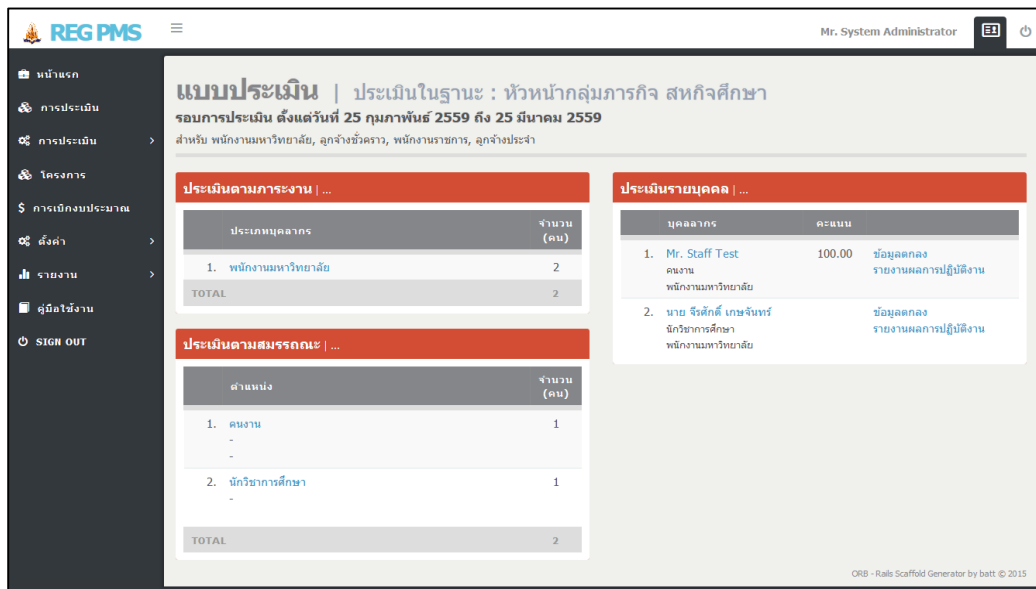 REG PMS
Mr. System Administrator
หน้าแรก
การประเมิน
การประเมิน
โครงการ
$ การเบิกงบประมาณ
ตั้งค่า
รายงาน
คู่มือใช้งาน
SIGN OUT
แบบประเมิน | ประเมินในฐานะ : หัวหน้ากลุ่มภารกิจ สหกิจศึกษา
รอบการประเมิน ตั้งแต่วันที่ 25 กุมภาพันธ์ 2559 ถึง 25 มีนาคม 2559
สำหรับ พนักงานมหาวิทยาลัย, ลูกจ้างชั่วคราว, พนักงานราชการ, ลูกจ้างประจำ
ประเมินตามภาระงาน | ...
ประเภทบุคลากร จำนวน (คน)
1. พนักงานมหาวิทยาลัย 2
TOTAL 2
ประเมินตามสมรรถณะ | ...
ตำแหน่ง จำนวน (คน)
1. คนงาน 1
-
-
2. นักวิชาการศึกษา 1
-
TOTAL 2
ประเมินรายบุคคล | ...
บุคลากร คะแนน
1. Mr. Staff Test 100.00 ข้อมูลตกลง
คนงาน รายงานผลการปฏิบัติงาน
พนักงานมหาวิทยาลัย
2. นาย จีรศักดิ์ เกษจันทร์ ข้อมูลตกลง
นักวิชาการศึกษา รายงานผลการปฏิบัติงาน
พนักงานมหาวิทยาลัย
ORB - Rails Scaffold Generator by batt © 2015